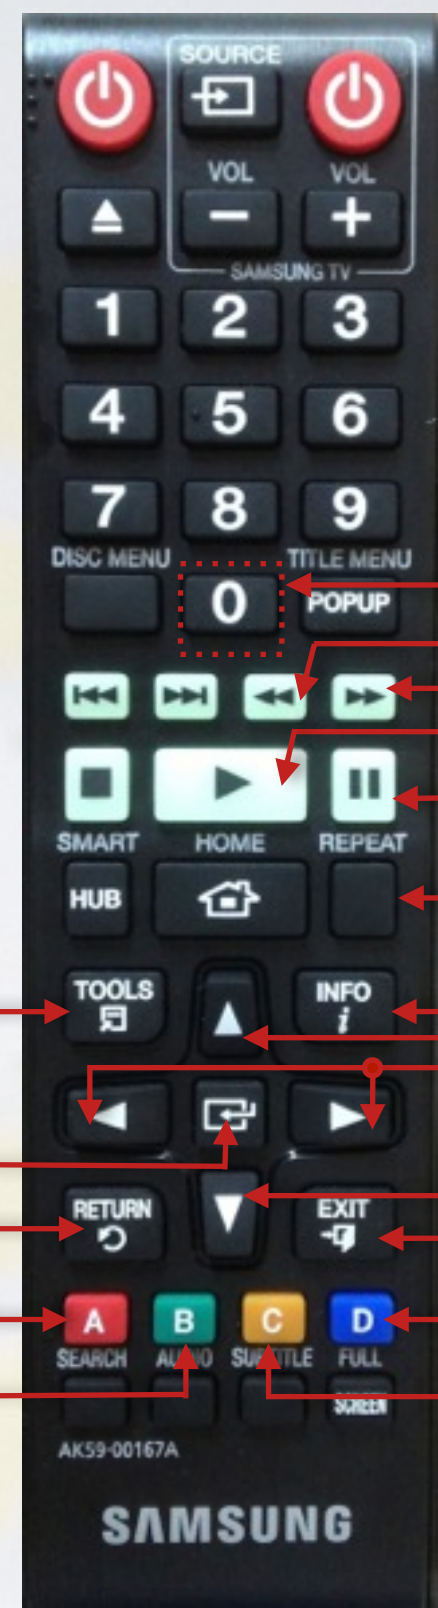 SOURCE
VOL VOL
SAMSUNG TV
1 2 3
4 5 6
7 8 9
DISC MENU TITLE MENU
0 POPUP
SMART HOME REPEAT
HUB
TOOLS INFO
i
RETURN EXIT
A B C D
SEARCH AUDIO SUBTITLE FULL
SCREEN
AK59-00167A
SAMSUNG